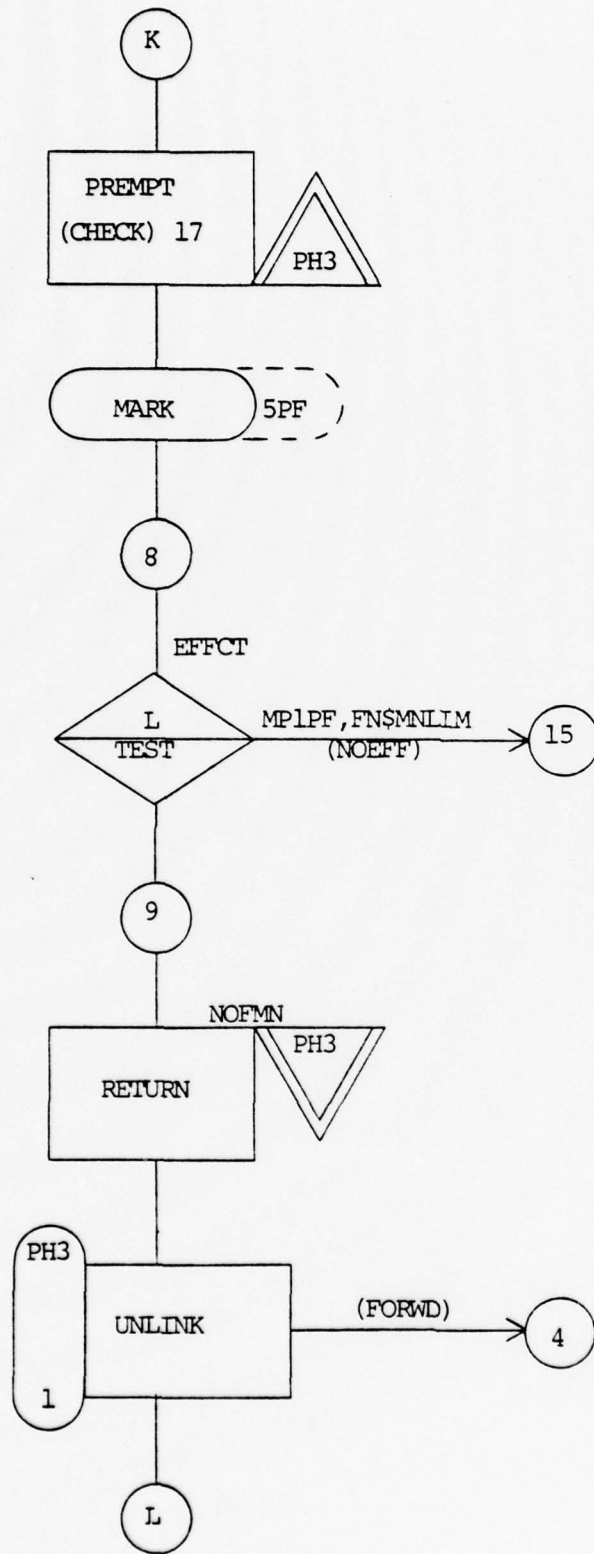 K
PREMPT
(CHECK) 17
PH3
MARK
5PF
8
EFFCT
L
TEST
MP1PF,FN$MNLIM
(NOEFF)
15
9
NOFMN
PH3
RETURN
PH3
1
UNLINK
(FORWD)
4
L